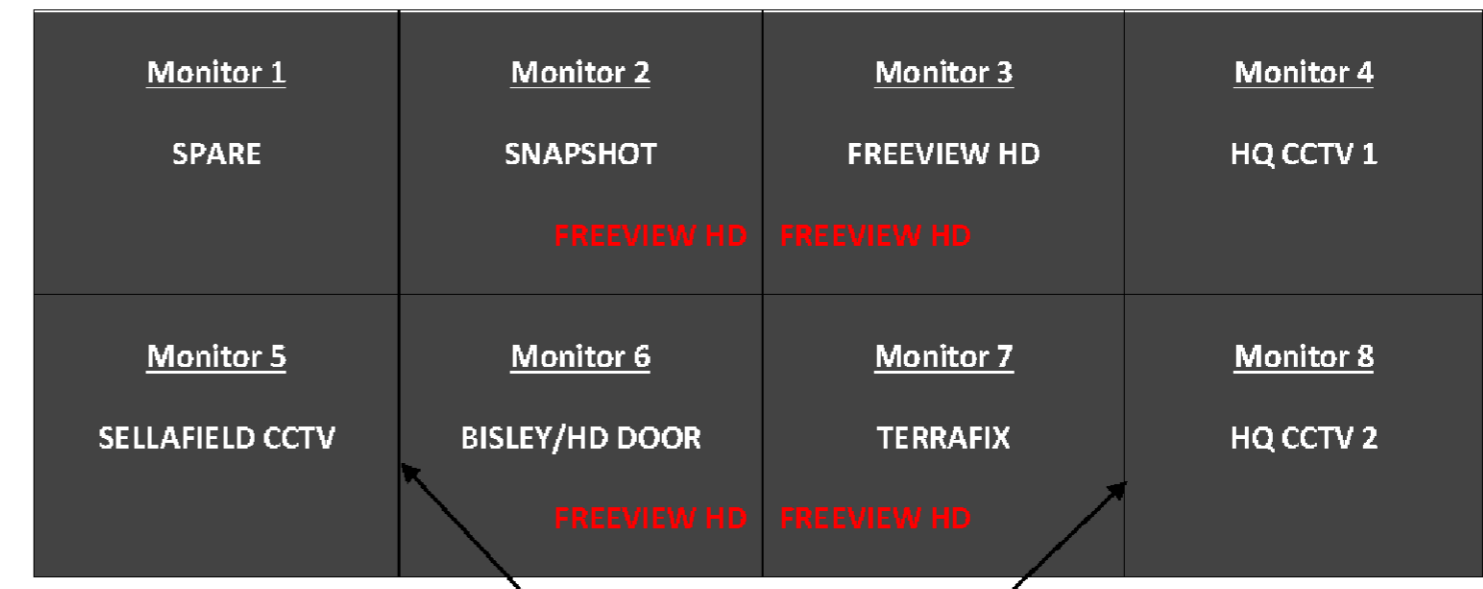 Monitor 1
SPARE
Monitor 2
SNAPSHOT
FREEVIEW HD
Monitor 3
FREEVIEW HD
FREEVIEW HD
Monitor 4
HQ CCTV 1
Monitor 5
SELLAFIELD CCTV
Monitor 6
BISLEY/HD DOOR
FREEVIEW HD
Monitor 7
TERRAFIX
FREEVIEW HD
Monitor 8
HQ CCTV 2